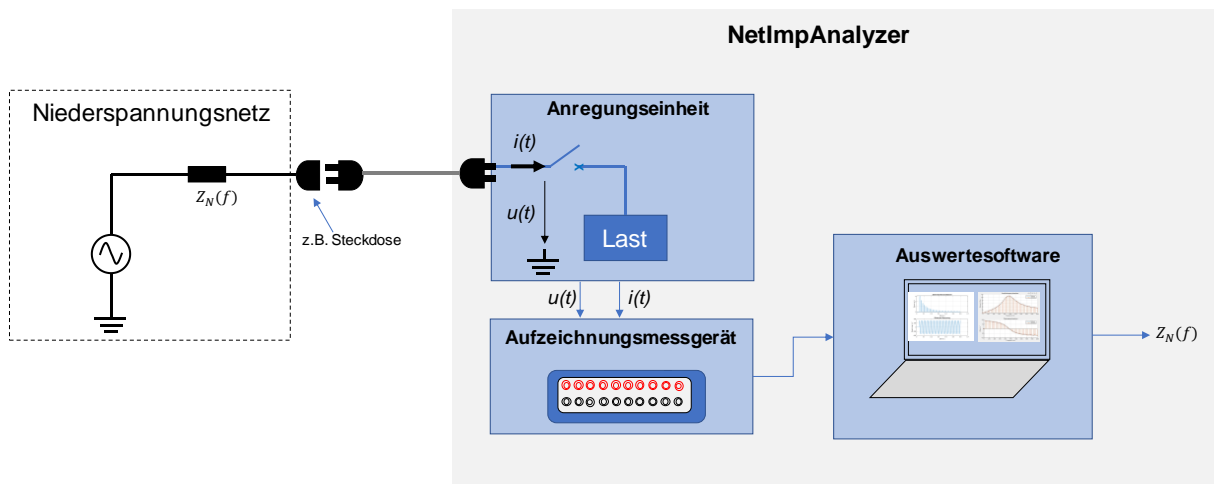 NetImpAnalyzer
Niederspannungsnetz
Z_N(f)
z.B. Steckdose
Anregungseinheit
i(t)
u(t)
Last
u(t) i(t)
Aufzeichnungsmessgerät
Auswertesoftware
Z_N(f)